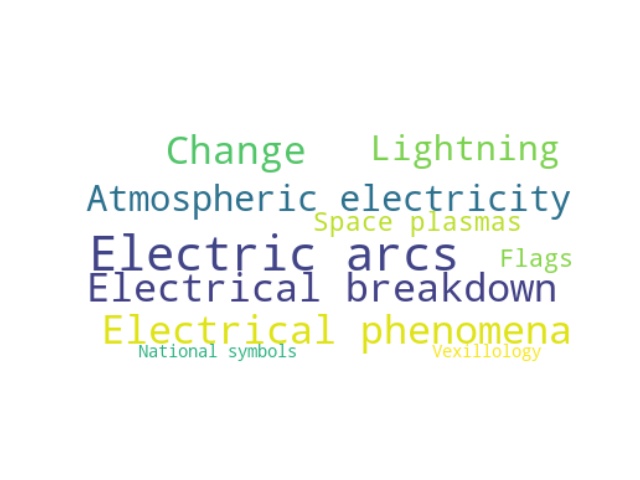 Change Lightning
Atmospheric electricity
Space plasmas
Electric arcs Flags
Electrical breakdown
Electrical phenomena
National symbols Vexillology